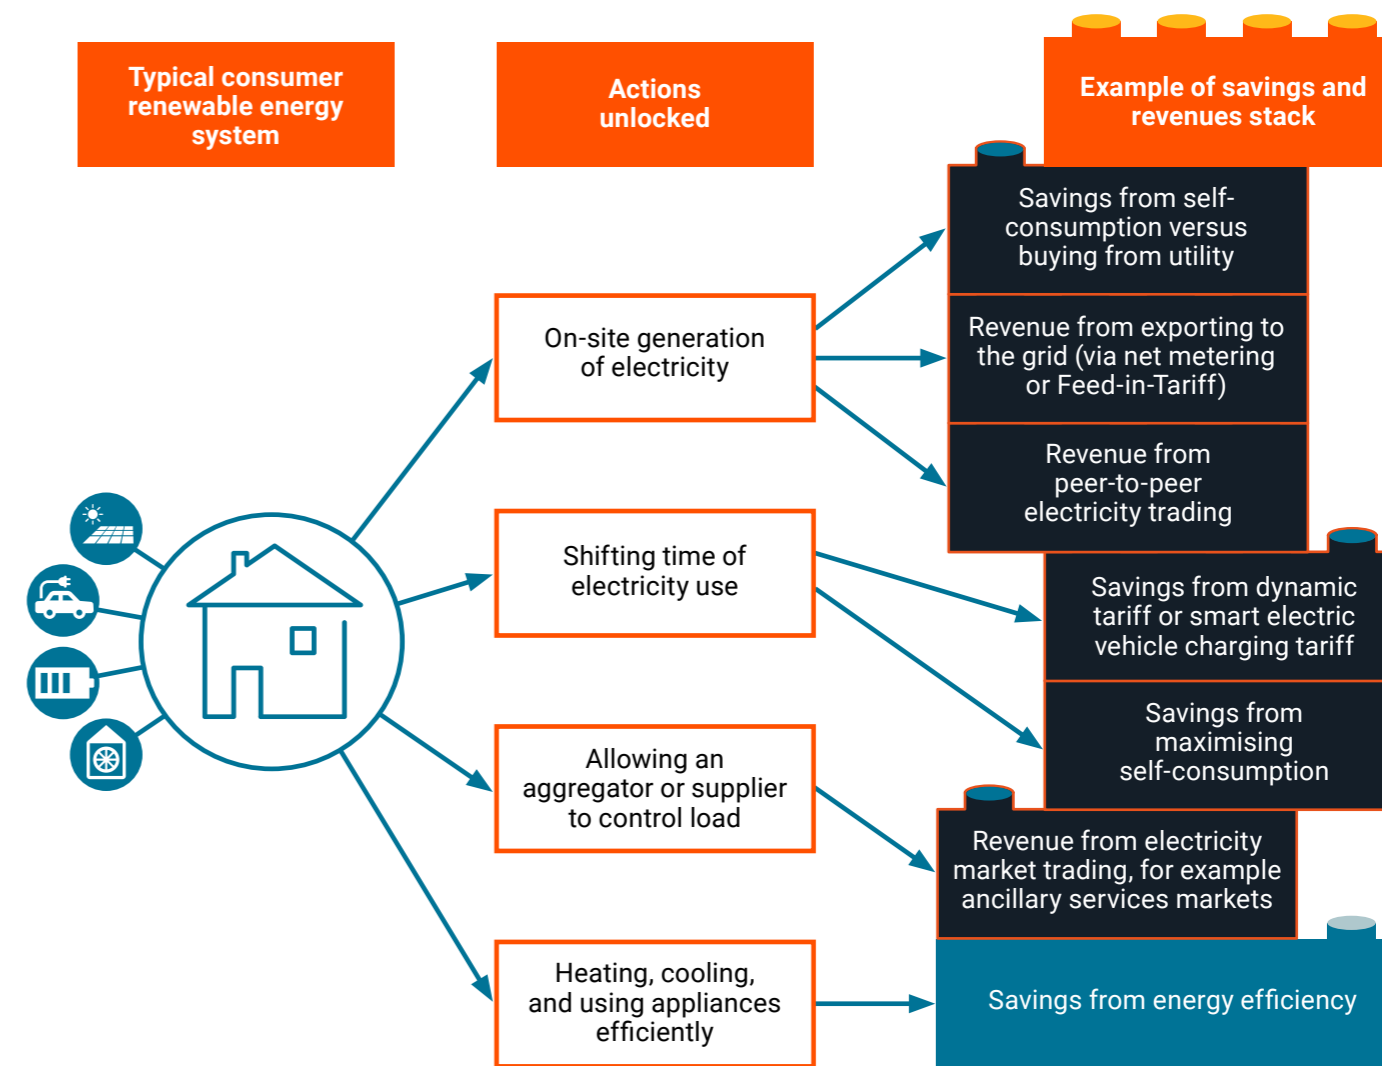 Typical consumer
renewable energy
system
Actions
unlocked
Example of savings and
revenues stack
On-site generation
of electricity
Shifting time of
electricity use
Allowing an
aggregator or supplier
to control load
Heating, cooling,
and using appliances
efficiently
Savings from self-
consumption versus
buying from utility
Revenue from exporting to
the grid (via net metering
or Feed-in-Tariff)
Revenue from
peer-to-peer
electricity trading
Savings from dynamic
tariff or smart electric
vehicle charging tariff
Savings from
maximising
self-consumption
Revenue from electricity
market trading, for example
ancillary services markets
Savings from energy efficiency